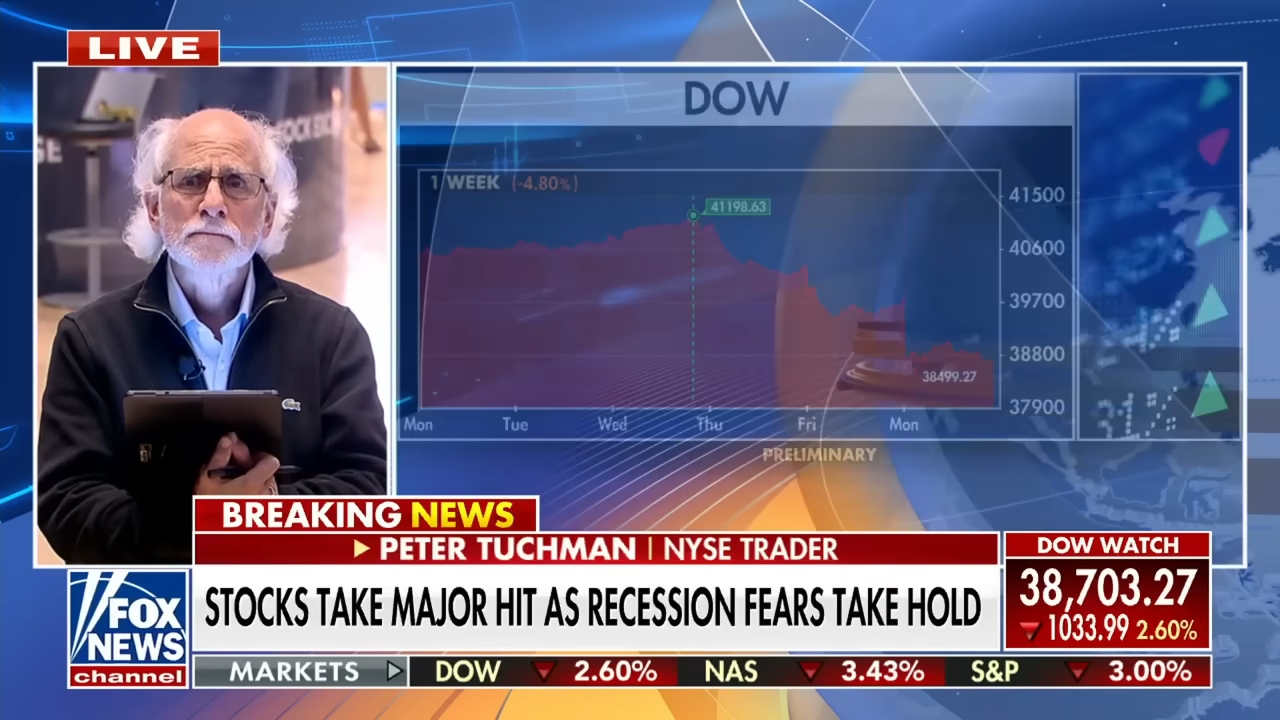 LIVE
SE
STOCK EXC
DOW
1 WEEK (-4.80%)
41198.63
41500
40600
39700
38800
37900
38499.27
Mon Tue Wed Thu Fri Mon
PRELIMINARY
BREAKING NEWS
PETER TUCHMAN | NYSE TRADER
STOCKS TAKE MAJOR HIT AS RECESSION FEARS TAKE HOLD
DOW WATCH
38,703.27
1033.99 2.60%
FOX
NEWS
channel
MARKETS DOW 2.60% NAS 3.43% S&P 3.00%